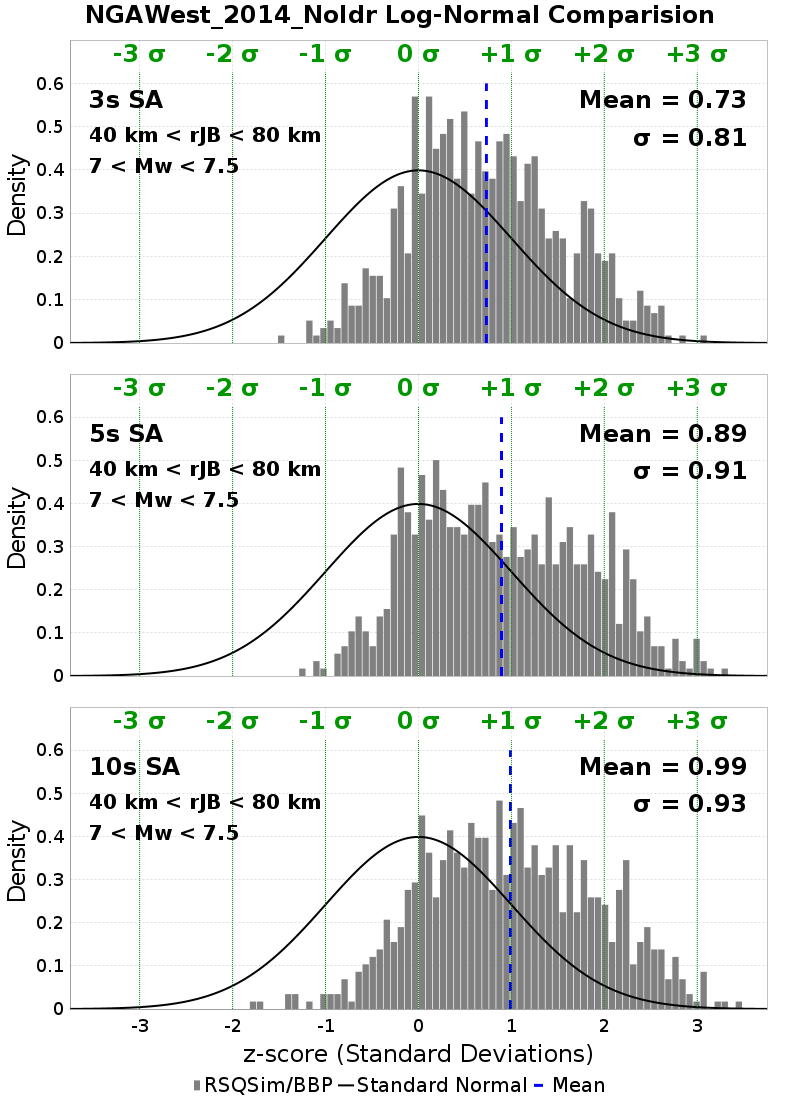 NGAWest_2014_NoIdr Log-Normal Comparision
-3 σ -2 σ -1 σ 0 σ +1 σ +2 σ +3 σ
3s SA
Mean = 0.73
40 km < rJB < 80 km
σ = 0.81
7 < Mw < 7.5
0.6
0.5
0.4
0.3
0.2
0.1
0
Density
-3 σ -2 σ -1 σ 0 σ +1 σ +2 σ +3 σ
5s SA
Mean = 0.89
40 km < rJB < 80 km
σ = 0.91
7 < Mw < 7.5
0.6
0.5
0.4
0.3
0.2
0.1
0
Density
-3 σ -2 σ -1 σ 0 σ +1 σ +2 σ +3 σ
10s SA
Mean = 0.99
40 km < rJB < 80 km
σ = 0.93
7 < Mw < 7.5
0.6
0.5
0.4
0.3
0.2
0.1
0
Density
-3 -2 -1 0 1 2 3
z-score (Standard Deviations)
RSQSim/BBP Standard Normal Mean